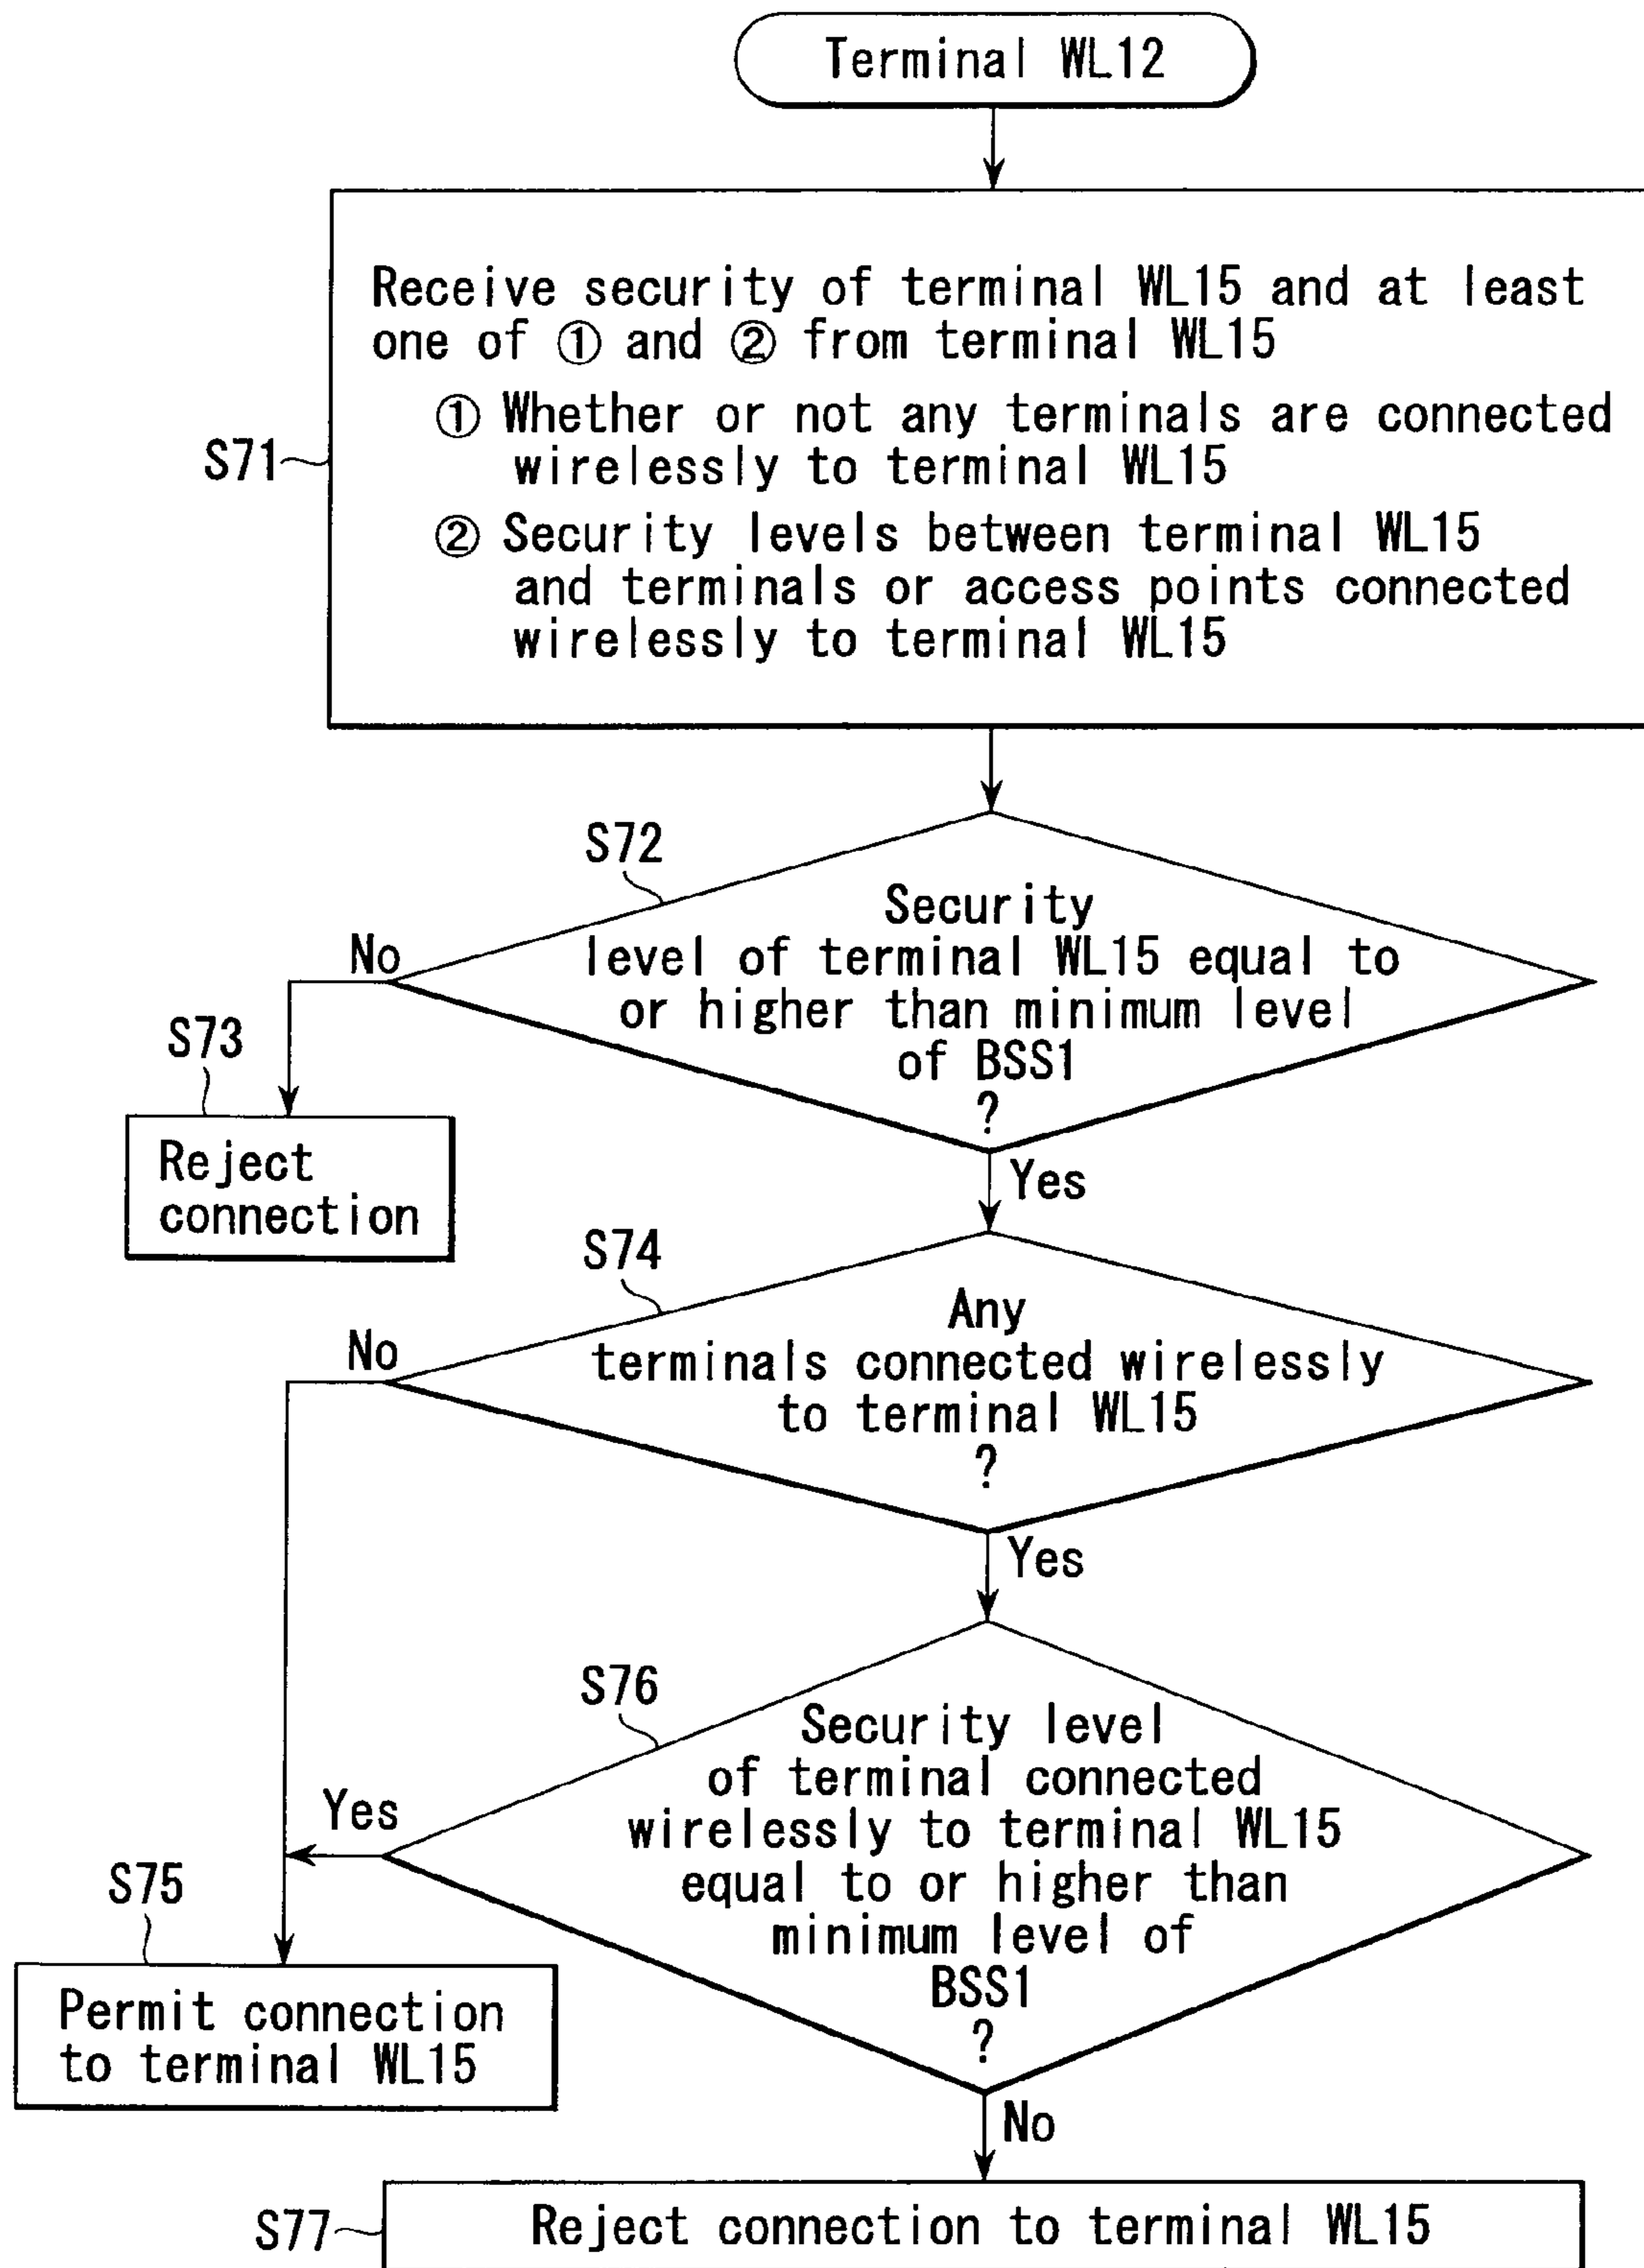 Terminal WL12
Receive security of terminal WL15 and at least
one of ① and ② from terminal WL15
① Whether or not any terminals are connected
wirelessly to terminal WL15
S71
② Security levels between terminal WL15
and terminals or access points connected
wirelessly to terminal WL15
S72
Security
level of terminal WL15 equal to
or higher than minimum level
of BSS1
?
No
Yes
S73
Reject
connection
S74
Any
terminals connected wirelessly
to terminal WL15
?
No
Yes
S76
Security level
of terminal connected
wirelessly to terminal WL15
equal to or higher than
minimum level of
BSS1
?
Yes
No
S75
Permit connection
to terminal WL15
S77
Reject connection to terminal WL15